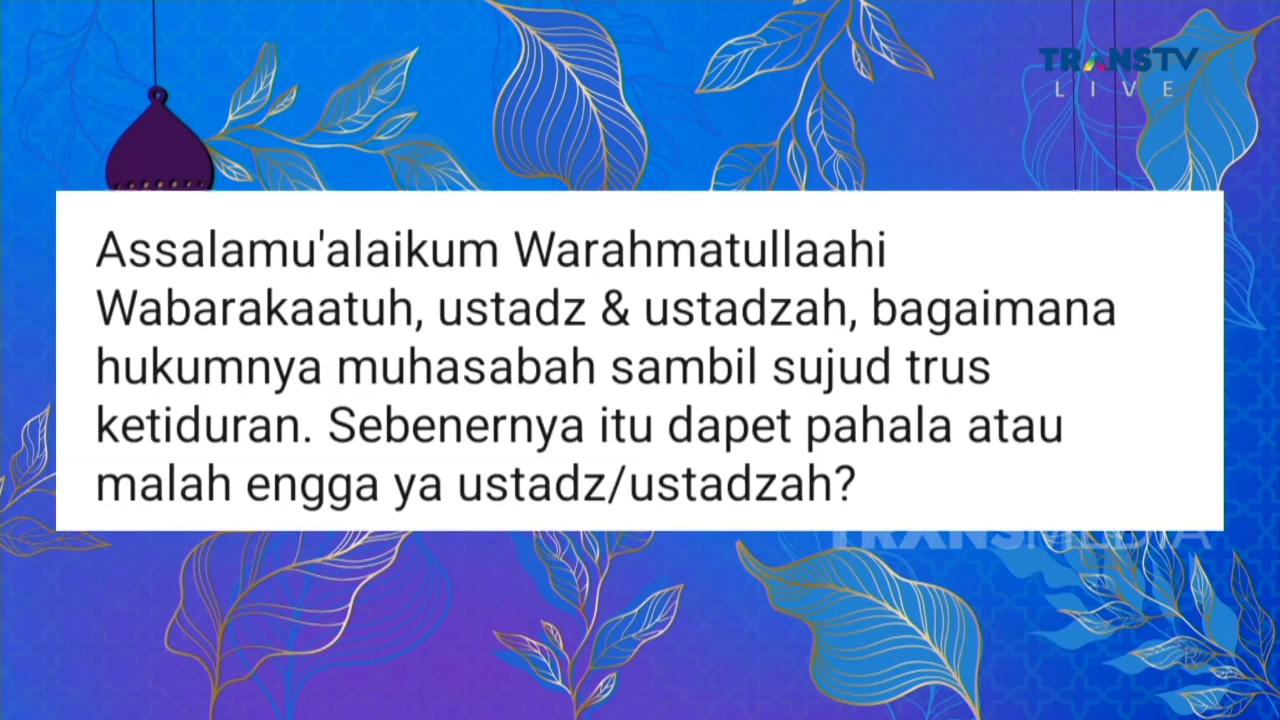 TRANSTV
LIVE
Assalamu'alaikum Warahmatullaahi
Wabarakaatuh, ustadz & ustadzah, bagaimana
hukumnya muhasabah sambil sujud trus
ketiduran. Sebenernya itu dapet pahala atau
malah engga ya ustadz/ustadzah?
TRANSMEDIA